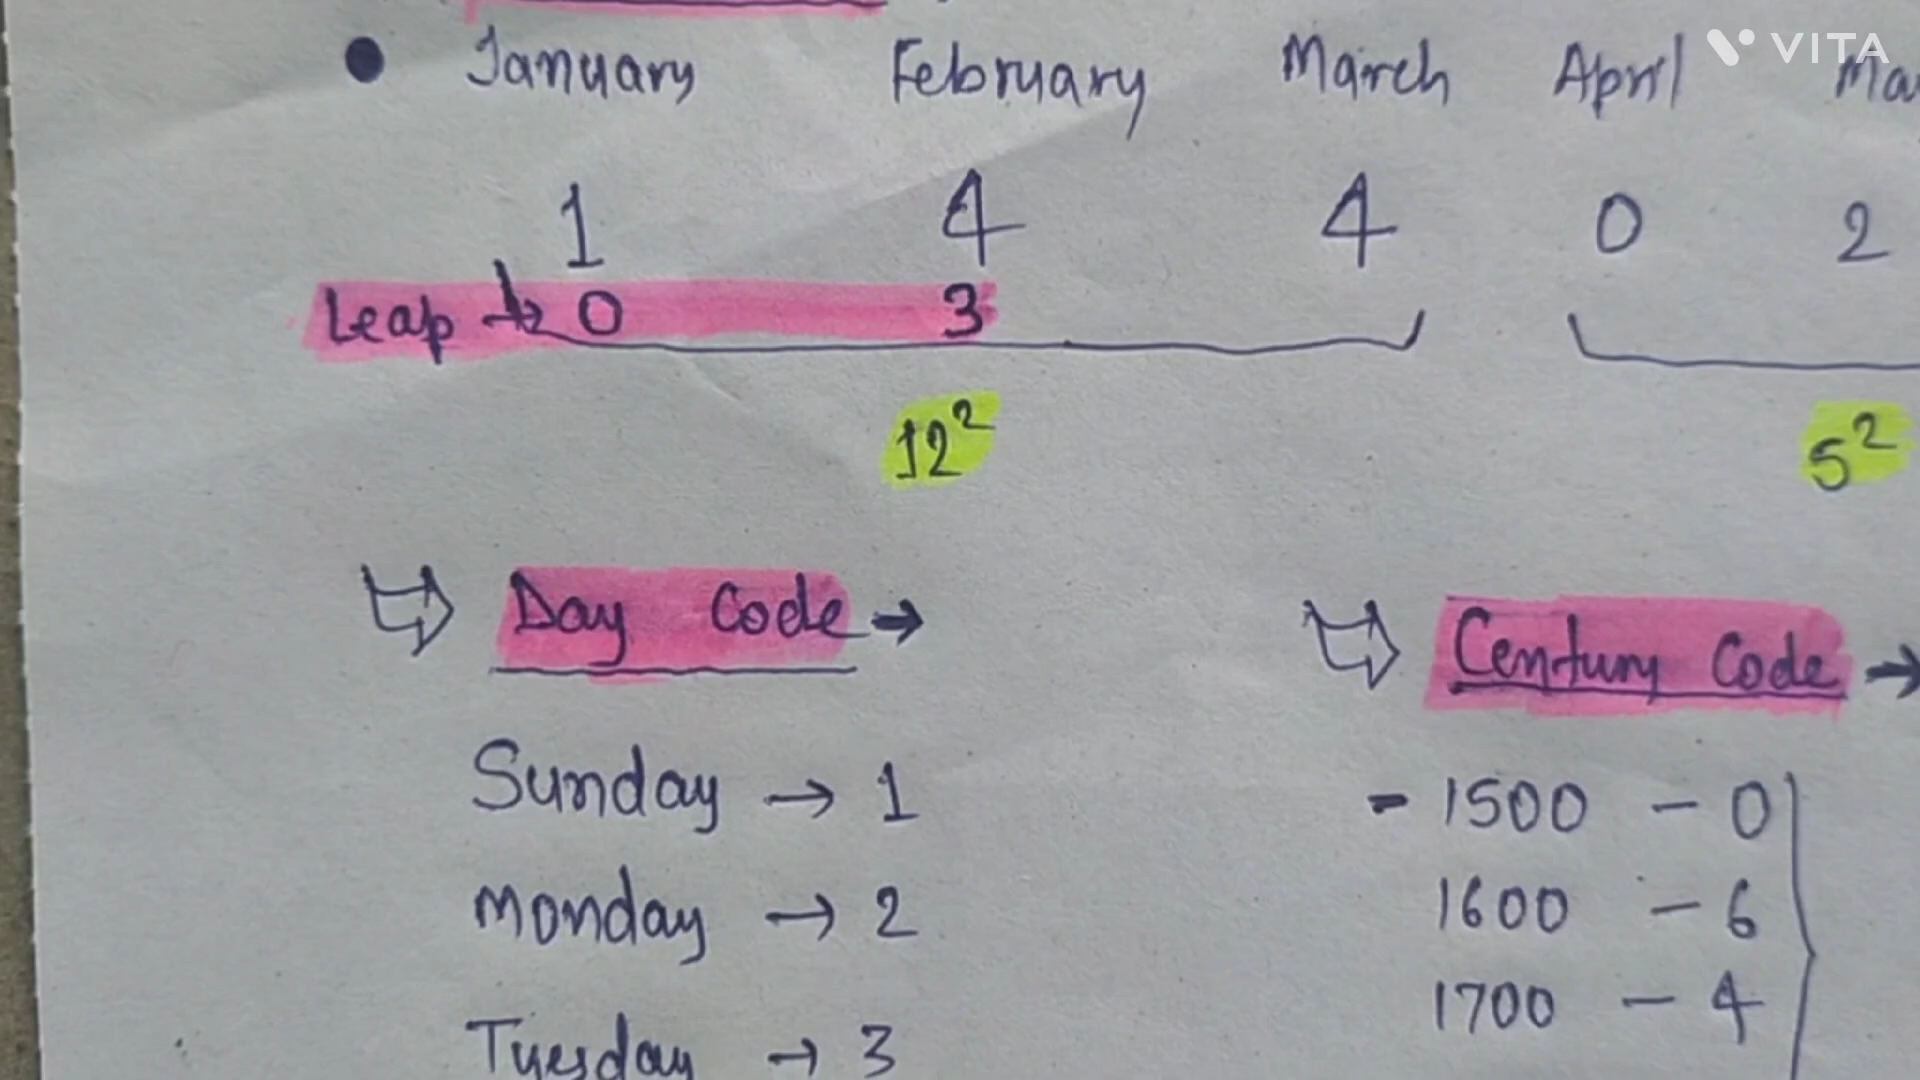 VITA
• January February March April Ma
1 4 4 0 2
Leap → 0 3
12² 5²
Day Code →
Century Code →
Sunday → 1
- 1500 - 0
Monday → 2
1600 - 6
1700 - 4
Tuesday → 3